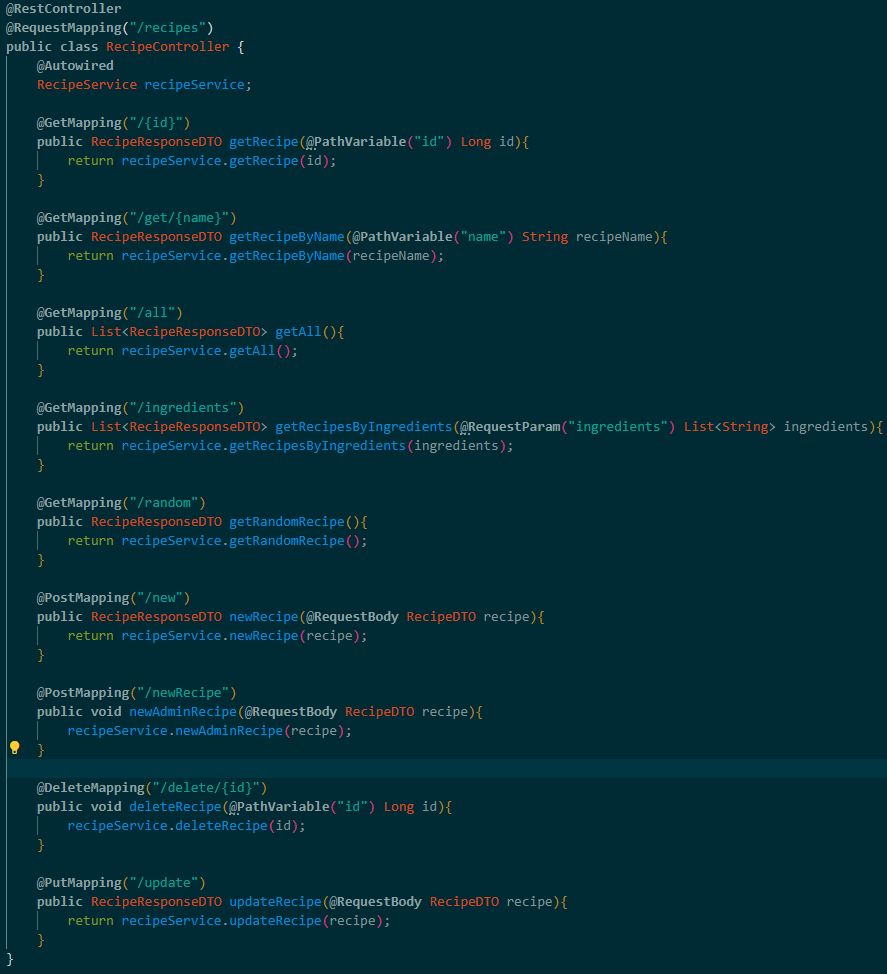 @RestController
@RequestMapping("/recipes")
public class RecipeController {
    @Autowired
    RecipeService recipeService;

    @GetMapping("/{id}")
    public RecipeResponseDTO getRecipe(@PathVariable("id") Long id){
        return recipeService.getRecipe(id);
    }

    @GetMapping("/get/{name}")
    public RecipeResponseDTO getRecipeByName(@PathVariable("name") String recipeName){
        return recipeService.getRecipeByName(recipeName);
    }

    @GetMapping("/all")
    public List<RecipeResponseDTO> getAll(){
        return recipeService.getAll();
    }

    @GetMapping("/ingredients")
    public List<RecipeResponseDTO> getRecipesByIngredients(@RequestParam("ingredients") List<String> ingredients){
        return recipeService.getRecipesByIngredients(ingredients);
    }

    @GetMapping("/random")
    public RecipeResponseDTO getRandomRecipe(){
        return recipeService.getRandomRecipe();
    }

    @PostMapping("/new")
    public RecipeResponseDTO newRecipe(@RequestBody RecipeDTO recipe){
        return recipeService.newRecipe(recipe);
    }

    @PostMapping("/newRecipe")
    public void newAdminRecipe(@RequestBody RecipeDTO recipe){
        recipeService.newAdminRecipe(recipe);
    }

    @DeleteMapping("/delete/{id}")
    public void deleteRecipe(@PathVariable("id") Long id){
        recipeService.deleteRecipe(id);
    }

    @PutMapping("/update")
    public RecipeResponseDTO updateRecipe(@RequestBody RecipeDTO recipe){
        return recipeService.updateRecipe(recipe);
    }
}